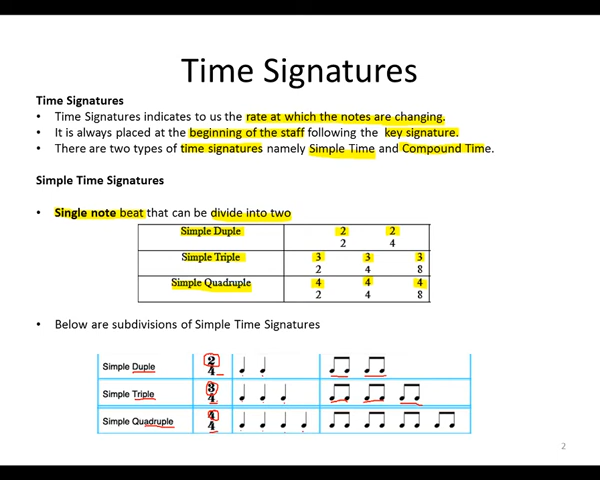 Time Signatures
Time Signatures
• Time Signatures indicates to us the rate at which the notes are changing.
• It is always placed at the beginning of the staff following the key signature.
• There are two types of time signatures namely Simple Time and Compound Time.
Simple Time Signatures
• Single note beat that can be divide into two
Simple Duple 2 2
2 4
Simple Triple 3 3 3
2 4 8
Simple Quadruple 4 4 4
2 4 8
• Below are subdivisions of Simple Time Signatures
Simple Duple 2
4
Simple Triple 3
4
Simple Quadruple 4
4
2